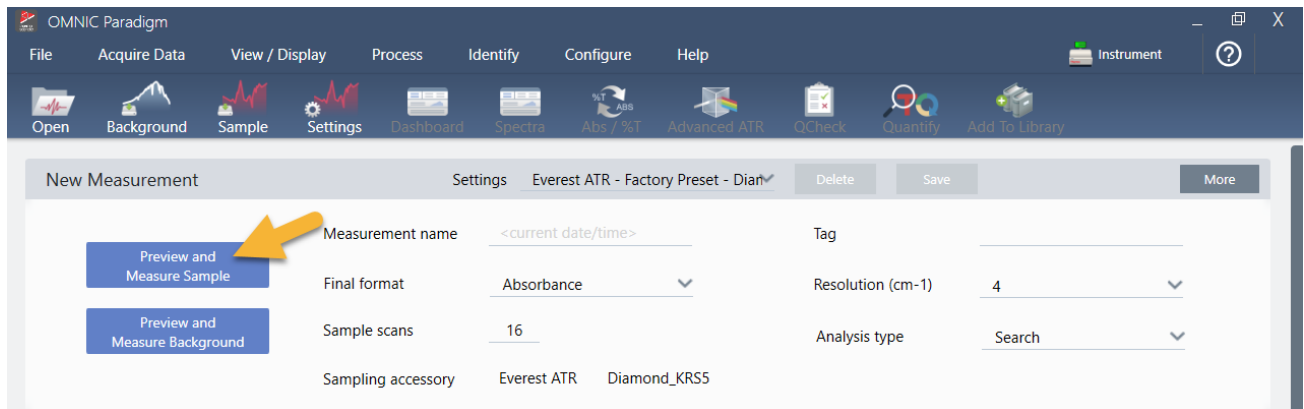 OMNIC Paradigm
File Acquire Data View / Display Process Identify Configure Help Instrument
Open Background Sample Settings Dashboard Spectra %T ABS Abs / %T Advanced ATR QCheck Quantify Add To Library
New Measurement Settings Everest ATR - Factory Preset - Diam Delete Save More
Preview and
Measure Sample
Measurement name <current date/time> Tag
Final format Absorbance Resolution (cm-1) 4
Preview and
Measure Background
Sample scans 16 Analysis type Search
Sampling accessory Everest ATR Diamond_KRS5